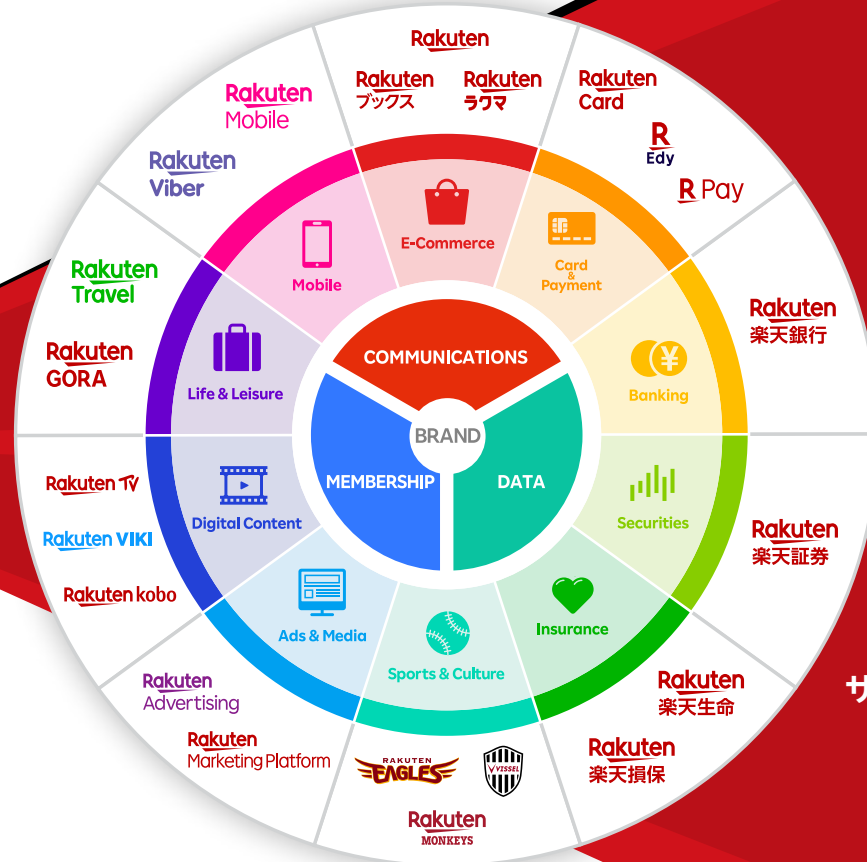 Rakuten
Rakuten
ブックス
Rakuten
ラクマ
Rakuten
Card
R
Edy
R Pay
Rakuten
楽天銀行
Rakuten
楽天証券
Rakuten
楽天生命
Rakuten
楽天損保
RAKUTEN
EAGLES
VISSEL
Rakuten
MONKEYS
Rakuten
Marketing Platform
Rakuten
Advertising
Rakuten kobo
Rakuten VIKI
Rakuten TV
Rakuten
GORA
Rakuten
Travel
Rakuten
Viber
Rakuten
Mobile
E-Commerce
Card
&
Payment
¥
Banking
Securities
Insurance
Sports & Culture
Ads & Media
Digital Content
Life & Leisure
Mobile
COMMUNICATIONS
BRAND
MEMBERSHIP
DATA
サ